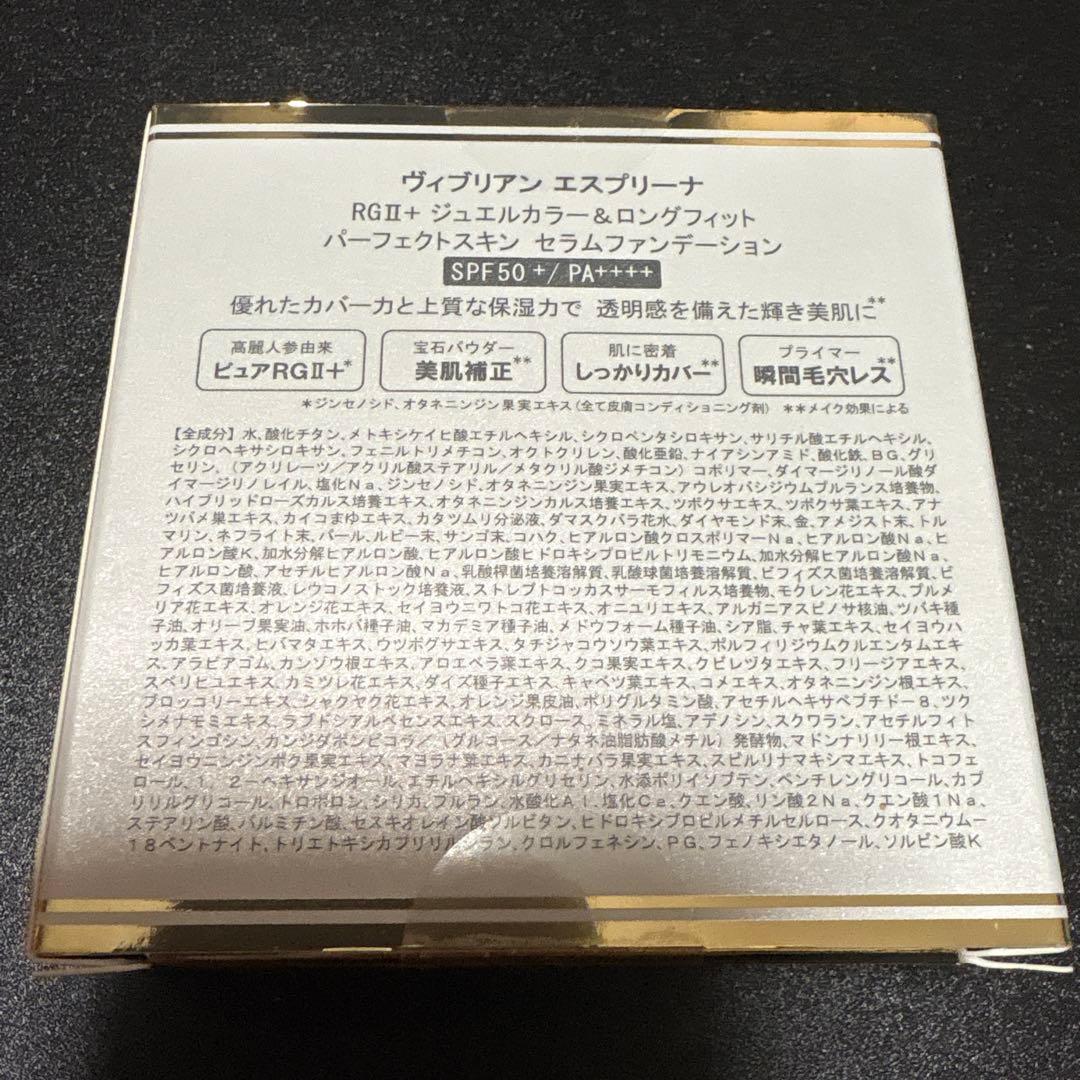 ヴィブリアン エスプリーナ
RGⅡ+ ジュエルカラー&ロングフィット
パーフェクトスキン セラムファンデーション
SPF50+/PA++++
優れたカバー力と上質な保湿力で 透明感を備えた輝き美肌に**
高麗人参由来
ピュアRGⅡ+*
宝石パウダー
美肌補正**
肌に密着
しっかりカバー**
プライマー
瞬間毛穴レス**
*ジンセノシド、オタネニンジン果実エキス(全て皮膚コンディショニング剤) **メイク効果による
【全成分】水、酸化チタン、メトキシケイヒ酸エチルヘキシル、シクロペンタシロキサン、サリチル酸エチルヘキシル、
シクロヘキサシロキサン、フェニルトリメチコン、オクトクリレン、酸化亜鉛、ナイアシンアミド、酸化鉄、BG、グリ
セリン、(アクリレーツ/アクリル酸ステアリル/メタクリル酸ジメチコン)コポリマー、ダイマージリノール酸ダ
イマージリノレイル、塩化Na、ジンセノシド、オタネニンジン果実エキス、アウレオバシジウムプルランス培養物、
ハイブリッドローズカルス培養エキス、オタネニンジンカルス培養エキス、ツボクサエキス、ツボクサ葉エキス、アナ
ツバメ巣エキス、カイコまゆエキス、カタツムリ分泌液、ダマスクバラ花水、ダイヤモンド末、金、アメジスト末、トル
マリン、ネフライト末、パール、ルビー末、サンゴ末、コハク、ヒアルロン酸クロスポリマーNa、ヒアルロン酸Na、ヒ
アルロン酸K、加水分解ヒアルロン酸、ヒアルロン酸ヒドロキシプロピルトリモニウム、加水分解ヒアルロン酸Na、
ヒアルロン酸、アセチルヒアルロン酸Na、乳酸桿菌培養溶解質、乳酸球菌培養溶解質、ビフィズス菌培養溶解質、ビ
フィズス菌培養液、レウコノストック培養液、ストレプトコッカスサーモフィルス培養物、モクレン花エキス、プルメ
リア花エキス、オレンジ花エキス、セイヨウニワトコ花エキス、オニユリエキス、アルガニアスピノサ核油、ツバキ種
子油、オリーブ果実油、ホホバ種子油、マカデミア種子油、メドウフォーム種子油、シア脂、チャ葉エキス、セイヨウハ
ッカ葉エキス、ヒバマタエキス、ウツボグサエキス、タチジャコウソウ葉エキス、ポルフィリジウムクルエンタムエキ
ス、アラビアゴム、カンゾウ根エキス、アロエベラ葉エキス、クコ果実エキス、クビレヅタエキス、フリージアエキス、
スベリヒユエキス、カミツレ花エキス、ダイズ種子エキス、キャベツ葉エキス、コメエキス、オタネニンジン根エキス、
ブロッコリーエキス、シャクヤク花エキス、オレンジ果皮油、ポリグルタミン酸、アセチルヘキサペプチド−8、ツク
シメナモミエキス、ラブドシアルベセンスエキス、スクロース、ミネラル塩、アデノシン、スクワラン、アセチルフィト
スフィンゴシン、カンジダボンビコラ/(グルコース/ナタネ油脂肪酸メチル)発酵物、マドンナリリー根エキス、
セイヨウニンジンボク果実エキス、マヨラナ葉エキス、カニナバラ果実エキス、スピルリナマキシマエキス、トコフェ
ロール、1,2−ヘキサンジオール、エチルヘキシルグリセリン、水添ポリイソブテン、ペンチレングリコール、カプ
リリルグリコール、トロポロン、シリカ、プルラン、水酸化Al、塩化Ca、クエン酸、リン酸2Na、クエン酸1Na、
ステアリン酸、パルミチン酸、セスキオレイン酸ソルビタン、ヒドロキシプロピルメチルセルロース、クオタニウム−
18ベントナイト、トリエトキシカプリリルシラン、クロルフェネシン、PG、フェノキシエタノール、ソルビン酸K